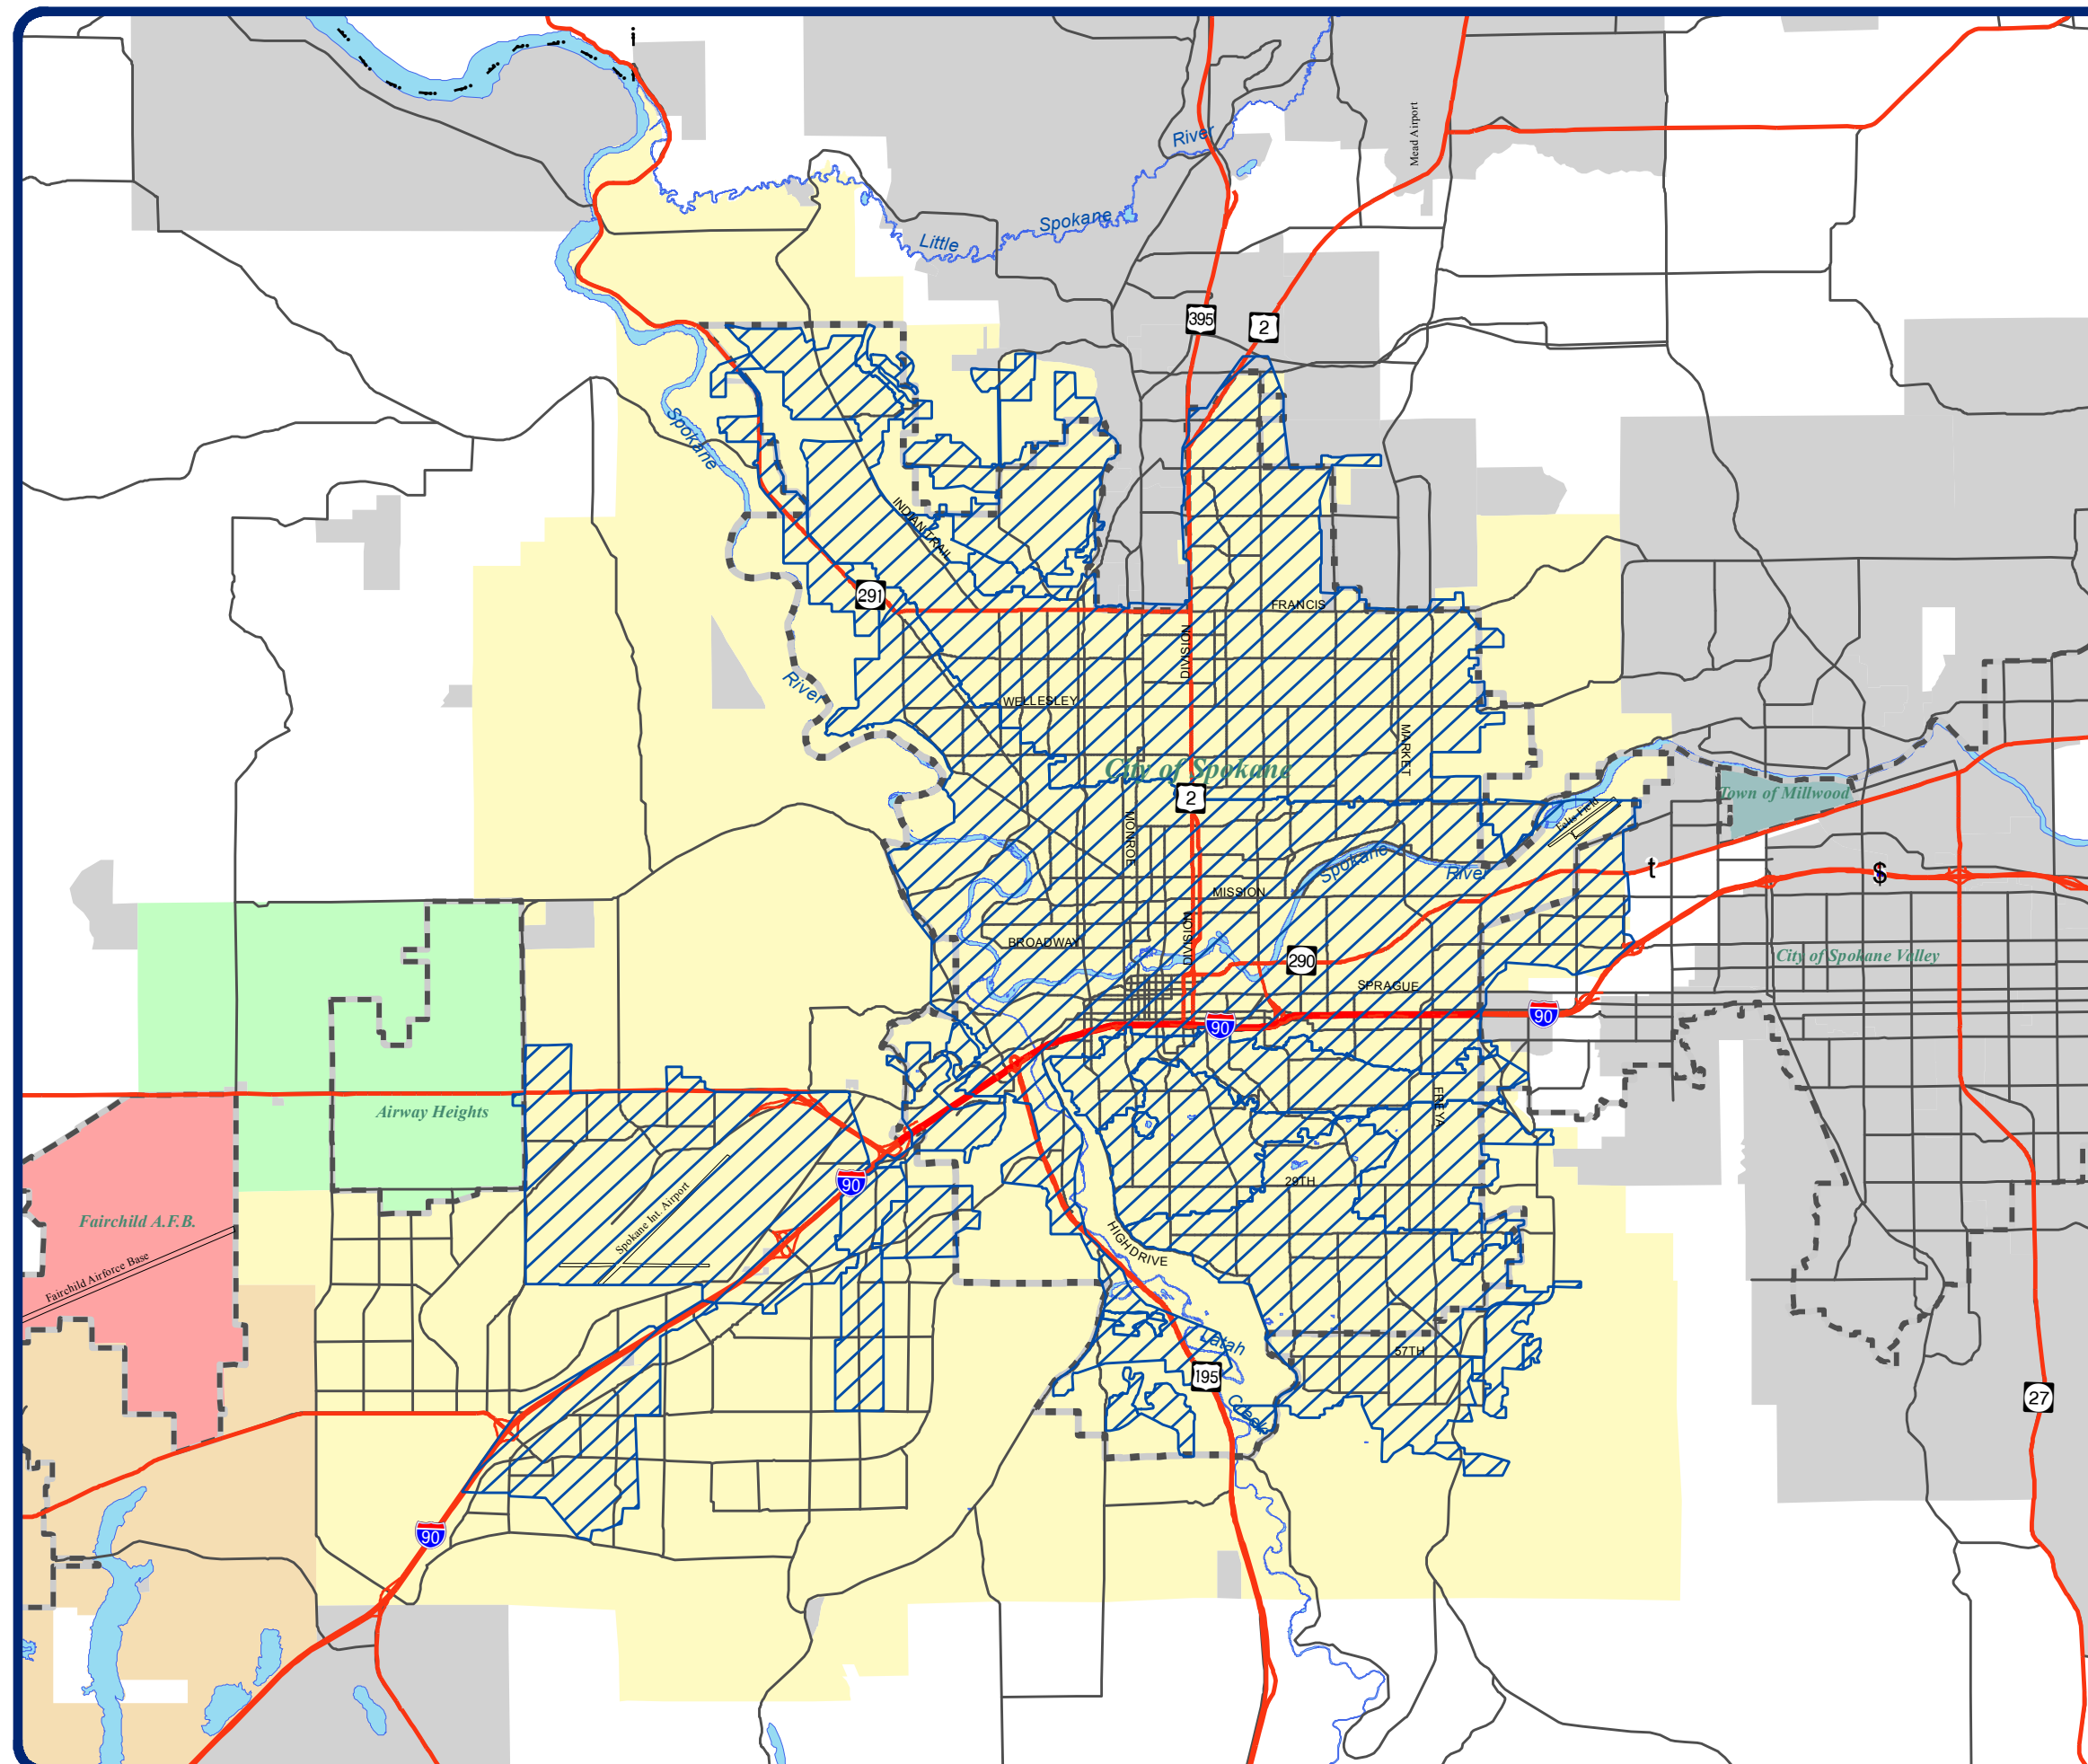 i
i
Mead Airport
River
Spokane
Little
395
2
Spokane
INDIAN TRAIL
291
FRANCIS
DIVISION
River
WELLESLEY
MARKET
City of Spokane
2
Town of Millwood
MONROE
Felts Field
Spokane
River
t
$
MISSION
DIVISION
BROADWAY
290
City of Spokane Valley
SPRAGUE
90
90
FREYA
Airway Heights
90
29TH
Spokane Int. Airport
Fairchild A.F.B.
HIGH DRIVE
Fairchild Airforce Base
Latah
57TH
195
Creek
27
90